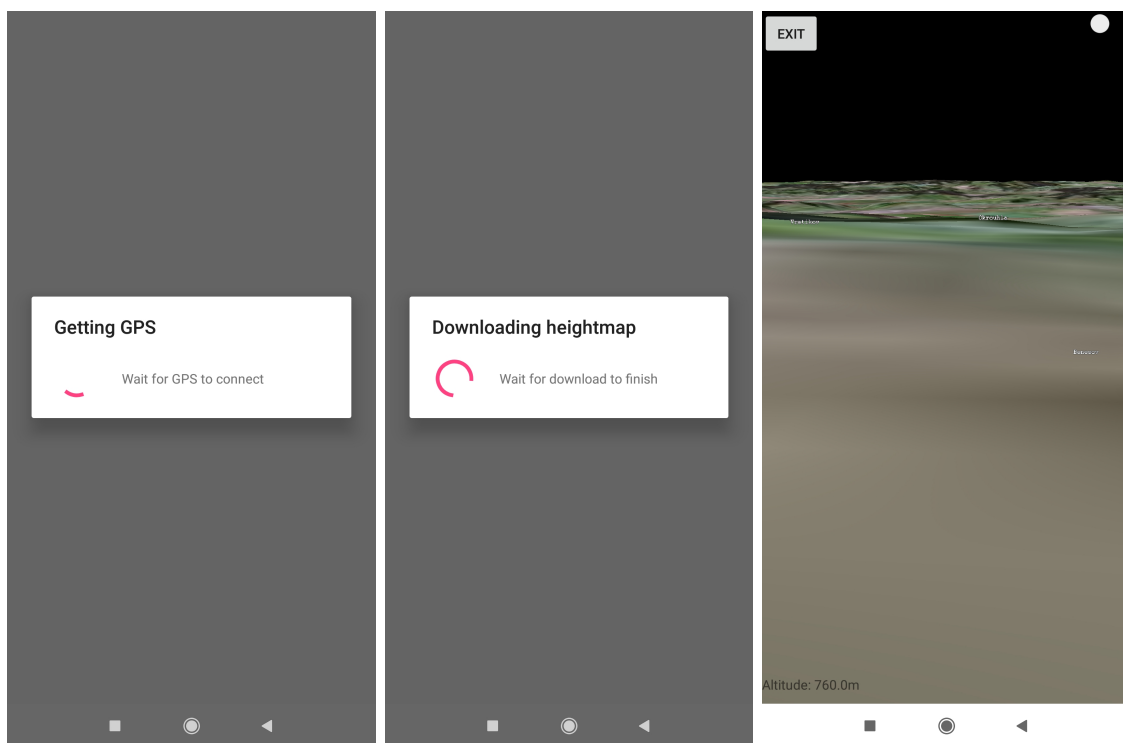 Getting GPS
Wait for GPS to connect
Downloading heightmap
Wait for download to finish
EXIT
Altitude: 760.0m